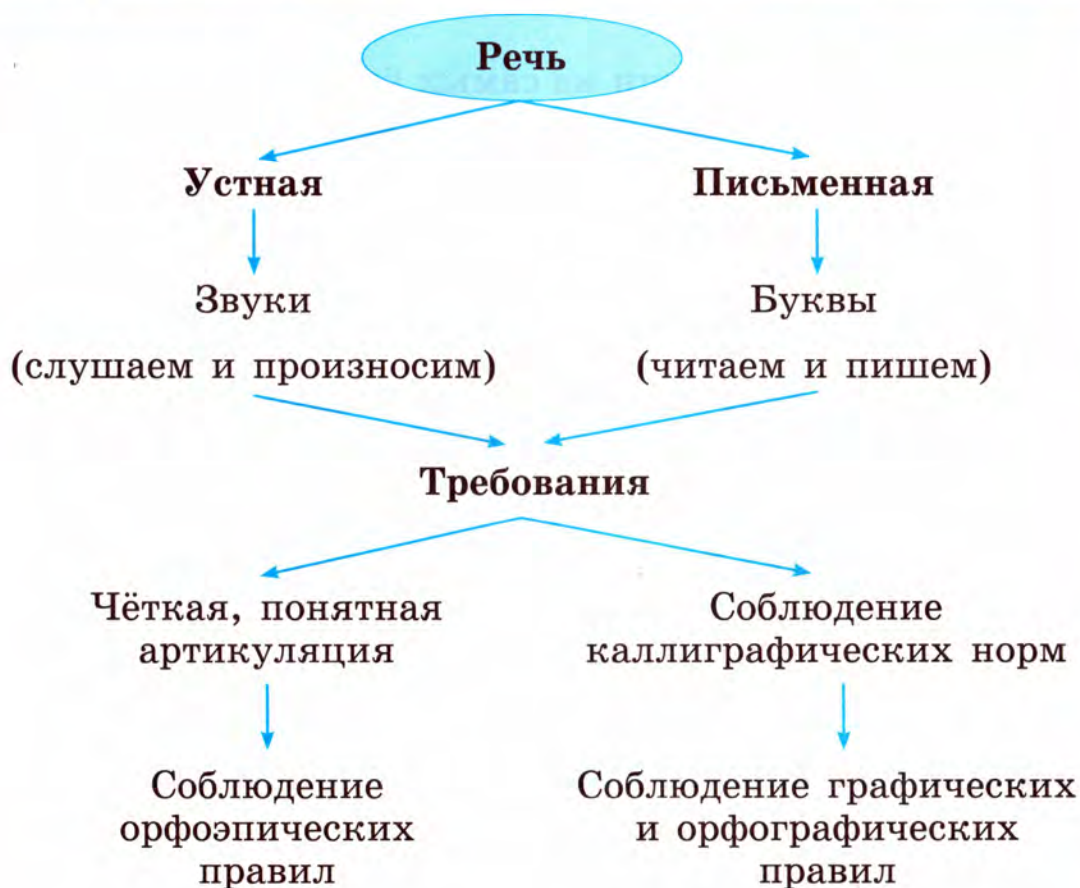 Речь
Устная
Письменная
Звуки
Буквы
(слушаем и произносим)
(читаем и пишем)
Требования
Чёткая, понятная
артикуляция
Соблюдение
каллиграфических норм
Соблюдение
орфоэпических
правил
Соблюдение графических
и орфографических
правил